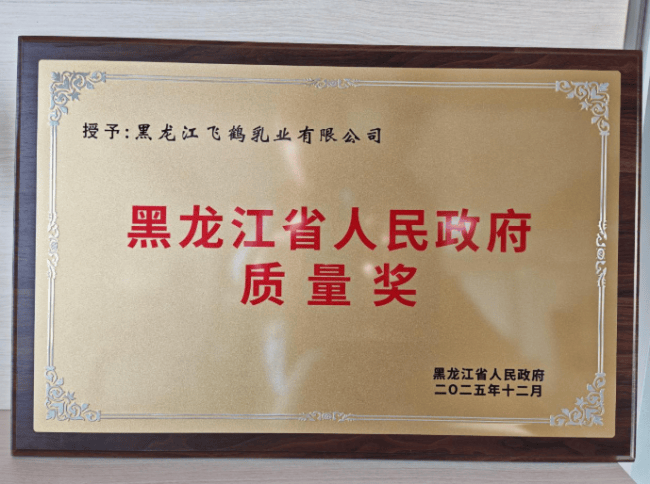 授予:黑龙江飞鹤乳业有限公司
黑龙江省人民政府
质量奖
黑龙江省人民政府
二〇二五年十二月